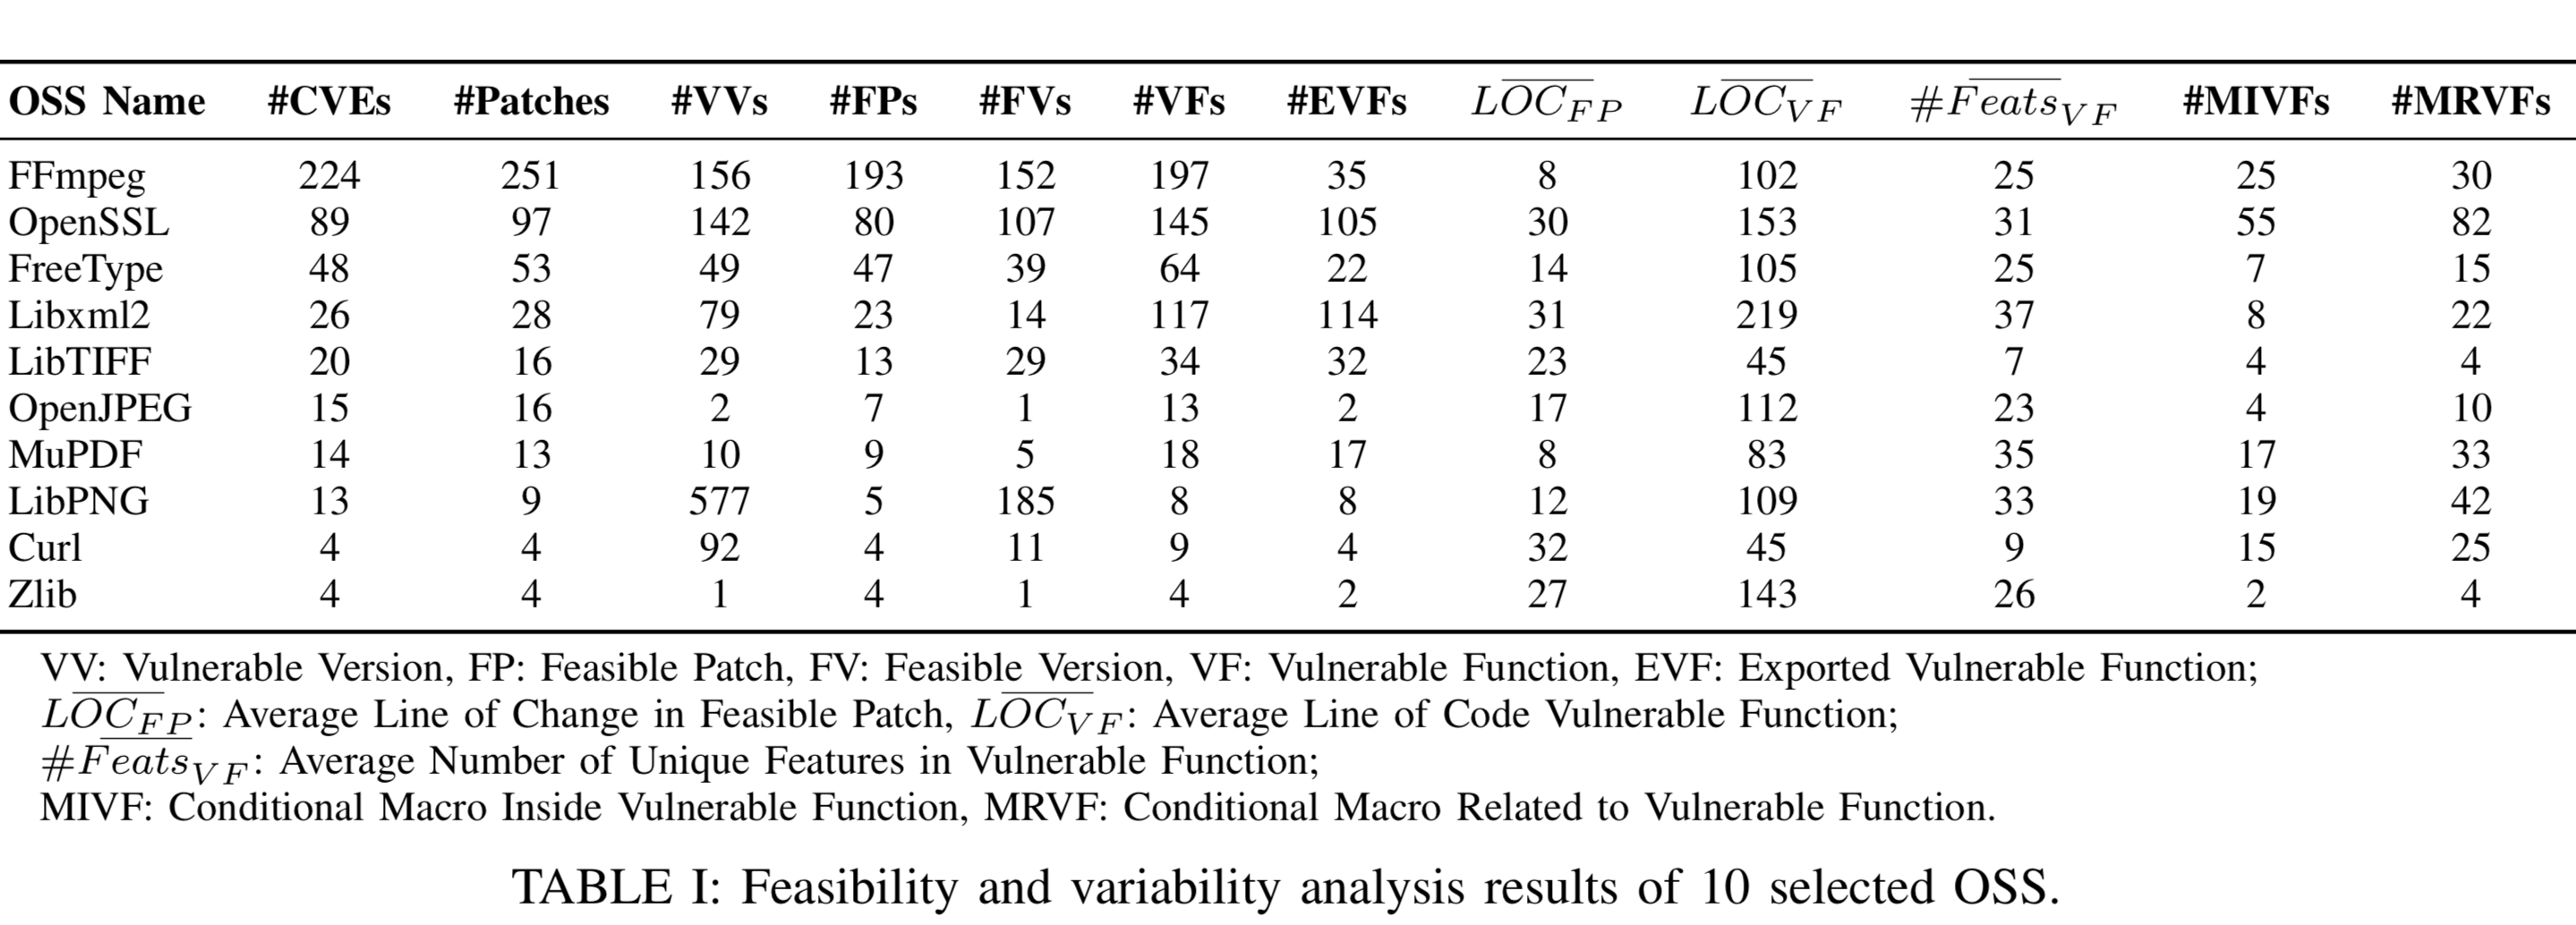 OSS Name #CVEs #Patches #VVs #FPs #FVs #VFs #EVFs L\overline{OC}_{FP} L\overline{OC}_{VF} #\overline{Feats}_{VF} #MIVFs #MRVFs
FFmpeg 224 251 156 193 152 197 35 8 102 25 25 30
OpenSSL 89 97 142 80 107 145 105 30 153 31 55 82
FreeType 48 53 49 47 39 64 22 14 105 25 7 15
Libxml2 26 28 79 23 14 117 114 31 219 37 8 22
LibTIFF 20 16 29 13 29 34 32 23 45 7 4 4
OpenJPEG 15 16 2 7 1 13 2 17 112 23 4 10
MuPDF 14 13 10 9 5 18 17 8 83 35 17 33
LibPNG 13 9 577 5 185 8 8 12 109 33 19 42
Curl 4 4 92 4 11 9 4 32 45 9 15 25
Zlib 4 4 1 4 1 4 2 27 143 26 2 4
VV: Vulnerable Version, FP: Feasible Patch, FV: Feasible Version, VF: Vulnerable Function, EVF: Exported Vulnerable Function;
L\overline{OC}_{FP}: Average Line of Change in Feasible Patch, L\overline{OC}_{VF}: Average Line of Code Vulnerable Function;
#\overline{Feats}_{VF}: Average Number of Unique Features in Vulnerable Function;
MIVF: Conditional Macro Inside Vulnerable Function, MRVF: Conditional Macro Related to Vulnerable Function.
TABLE I: Feasibility and variability analysis results of 10 selected OSS.